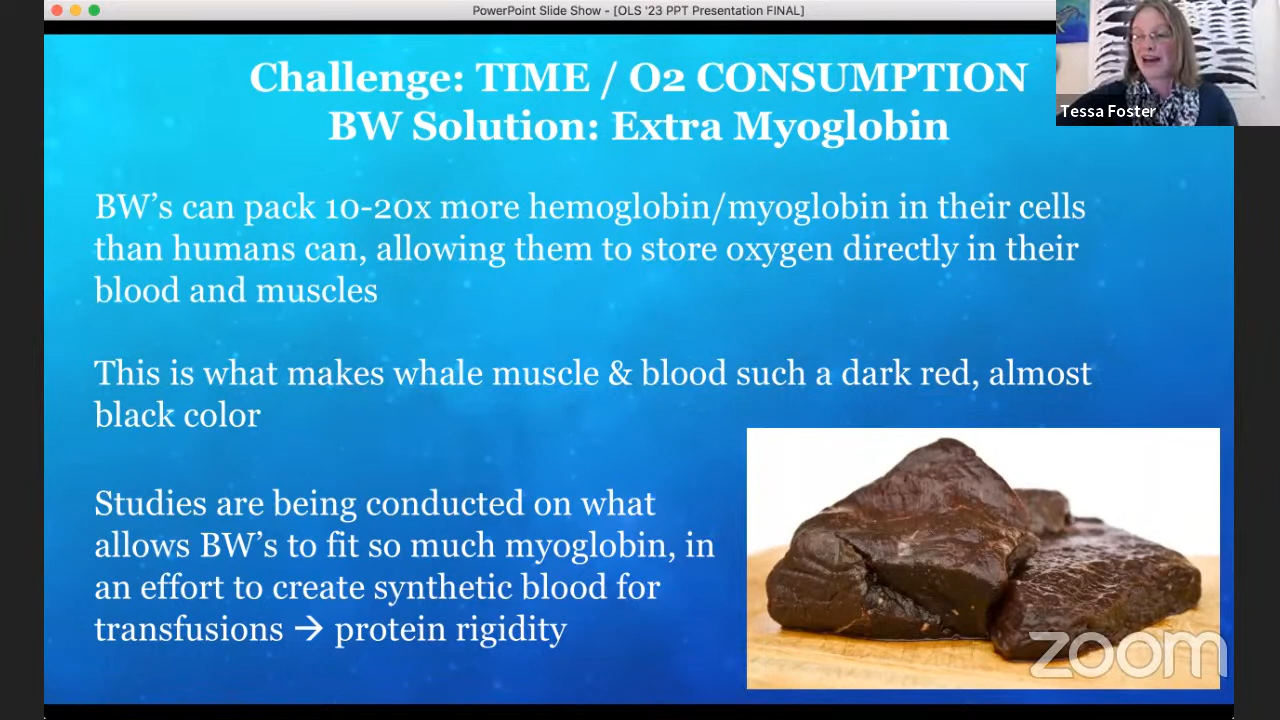 PowerPoint Slide Show - [OLS '23 PPT Presentation FINAL]
Challenge: TIME / O2 CONSUMPTION
BW Solution: Extra Myoglobin
Tessa Foster
BW’s can pack 10-20x more hemoglobin/myoglobin in their cells
than humans can, allowing them to store oxygen directly in their
blood and muscles
This is what makes whale muscle & blood such a dark red, almost
black color
Studies are being conducted on what
allows BW’s to fit so much myoglobin, in
an effort to create synthetic blood for
transfusions → protein rigidity
zoom